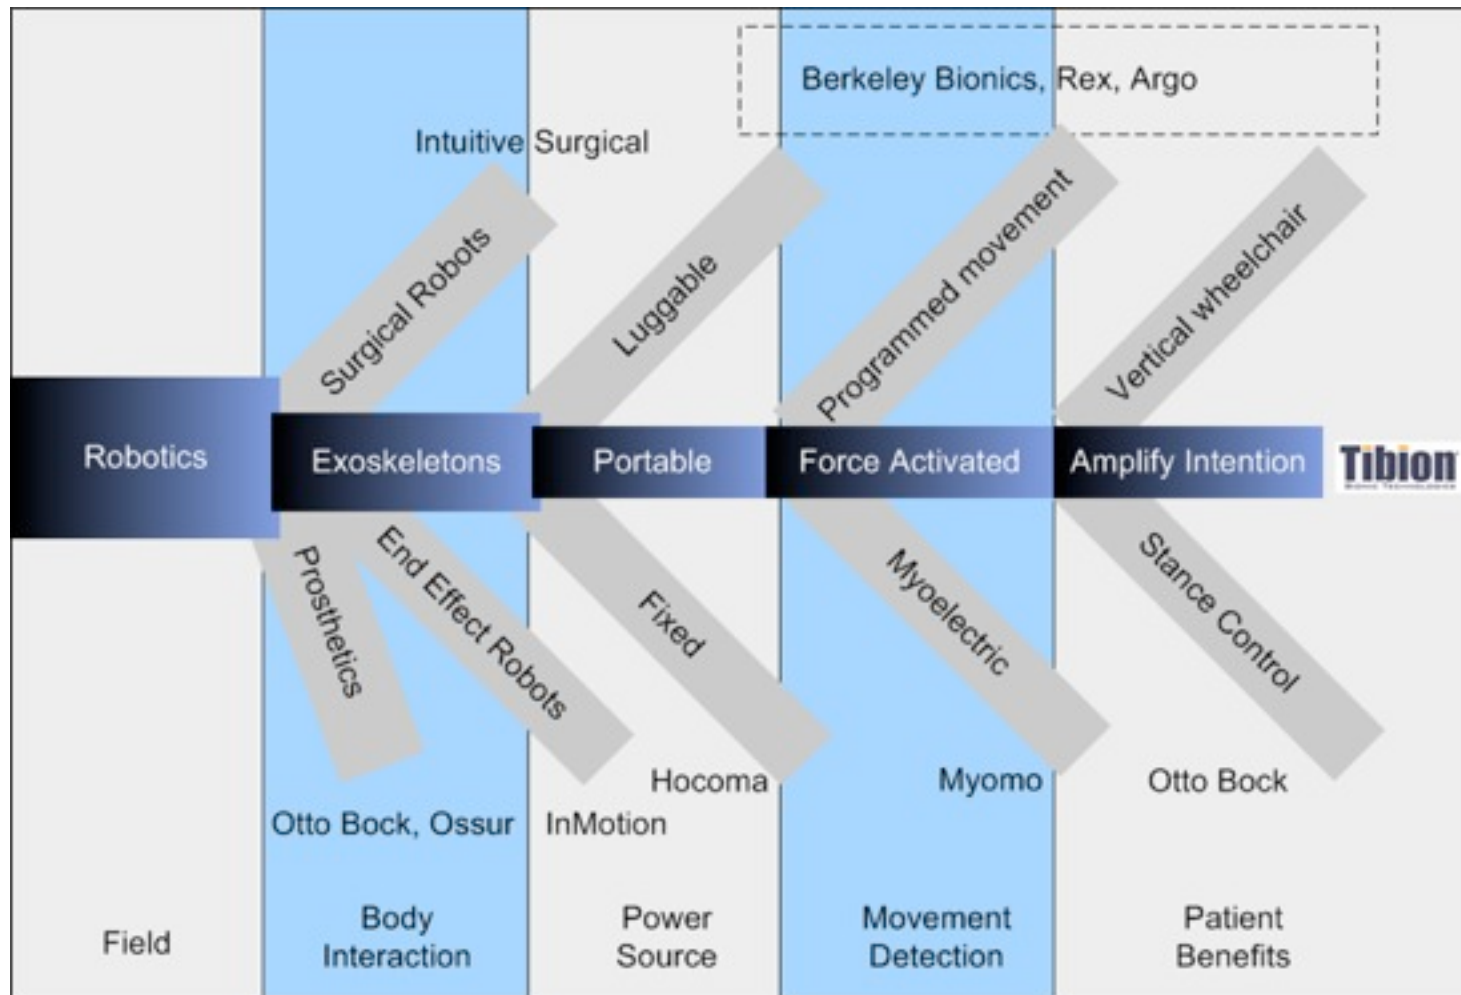 Berkeley Bionics, Rex, Argo
Intuitive Surgical
Surgical Robots
Luggable
Programmed movement
Vertical wheelchair
Robotics
Exoskeletons
Portable
Force Activated
Amplify Intention
Tibion
BIONIC TECHNOLOGIES
Prosthetics
End Effect Robots
Fixed
Myoelectric
Stance Control
Hocoma
Myomo
Otto Bock
Otto Bock, Ossur
InMotion
Field
Body
Interaction
Power
Source
Movement
Detection
Patient
Benefits